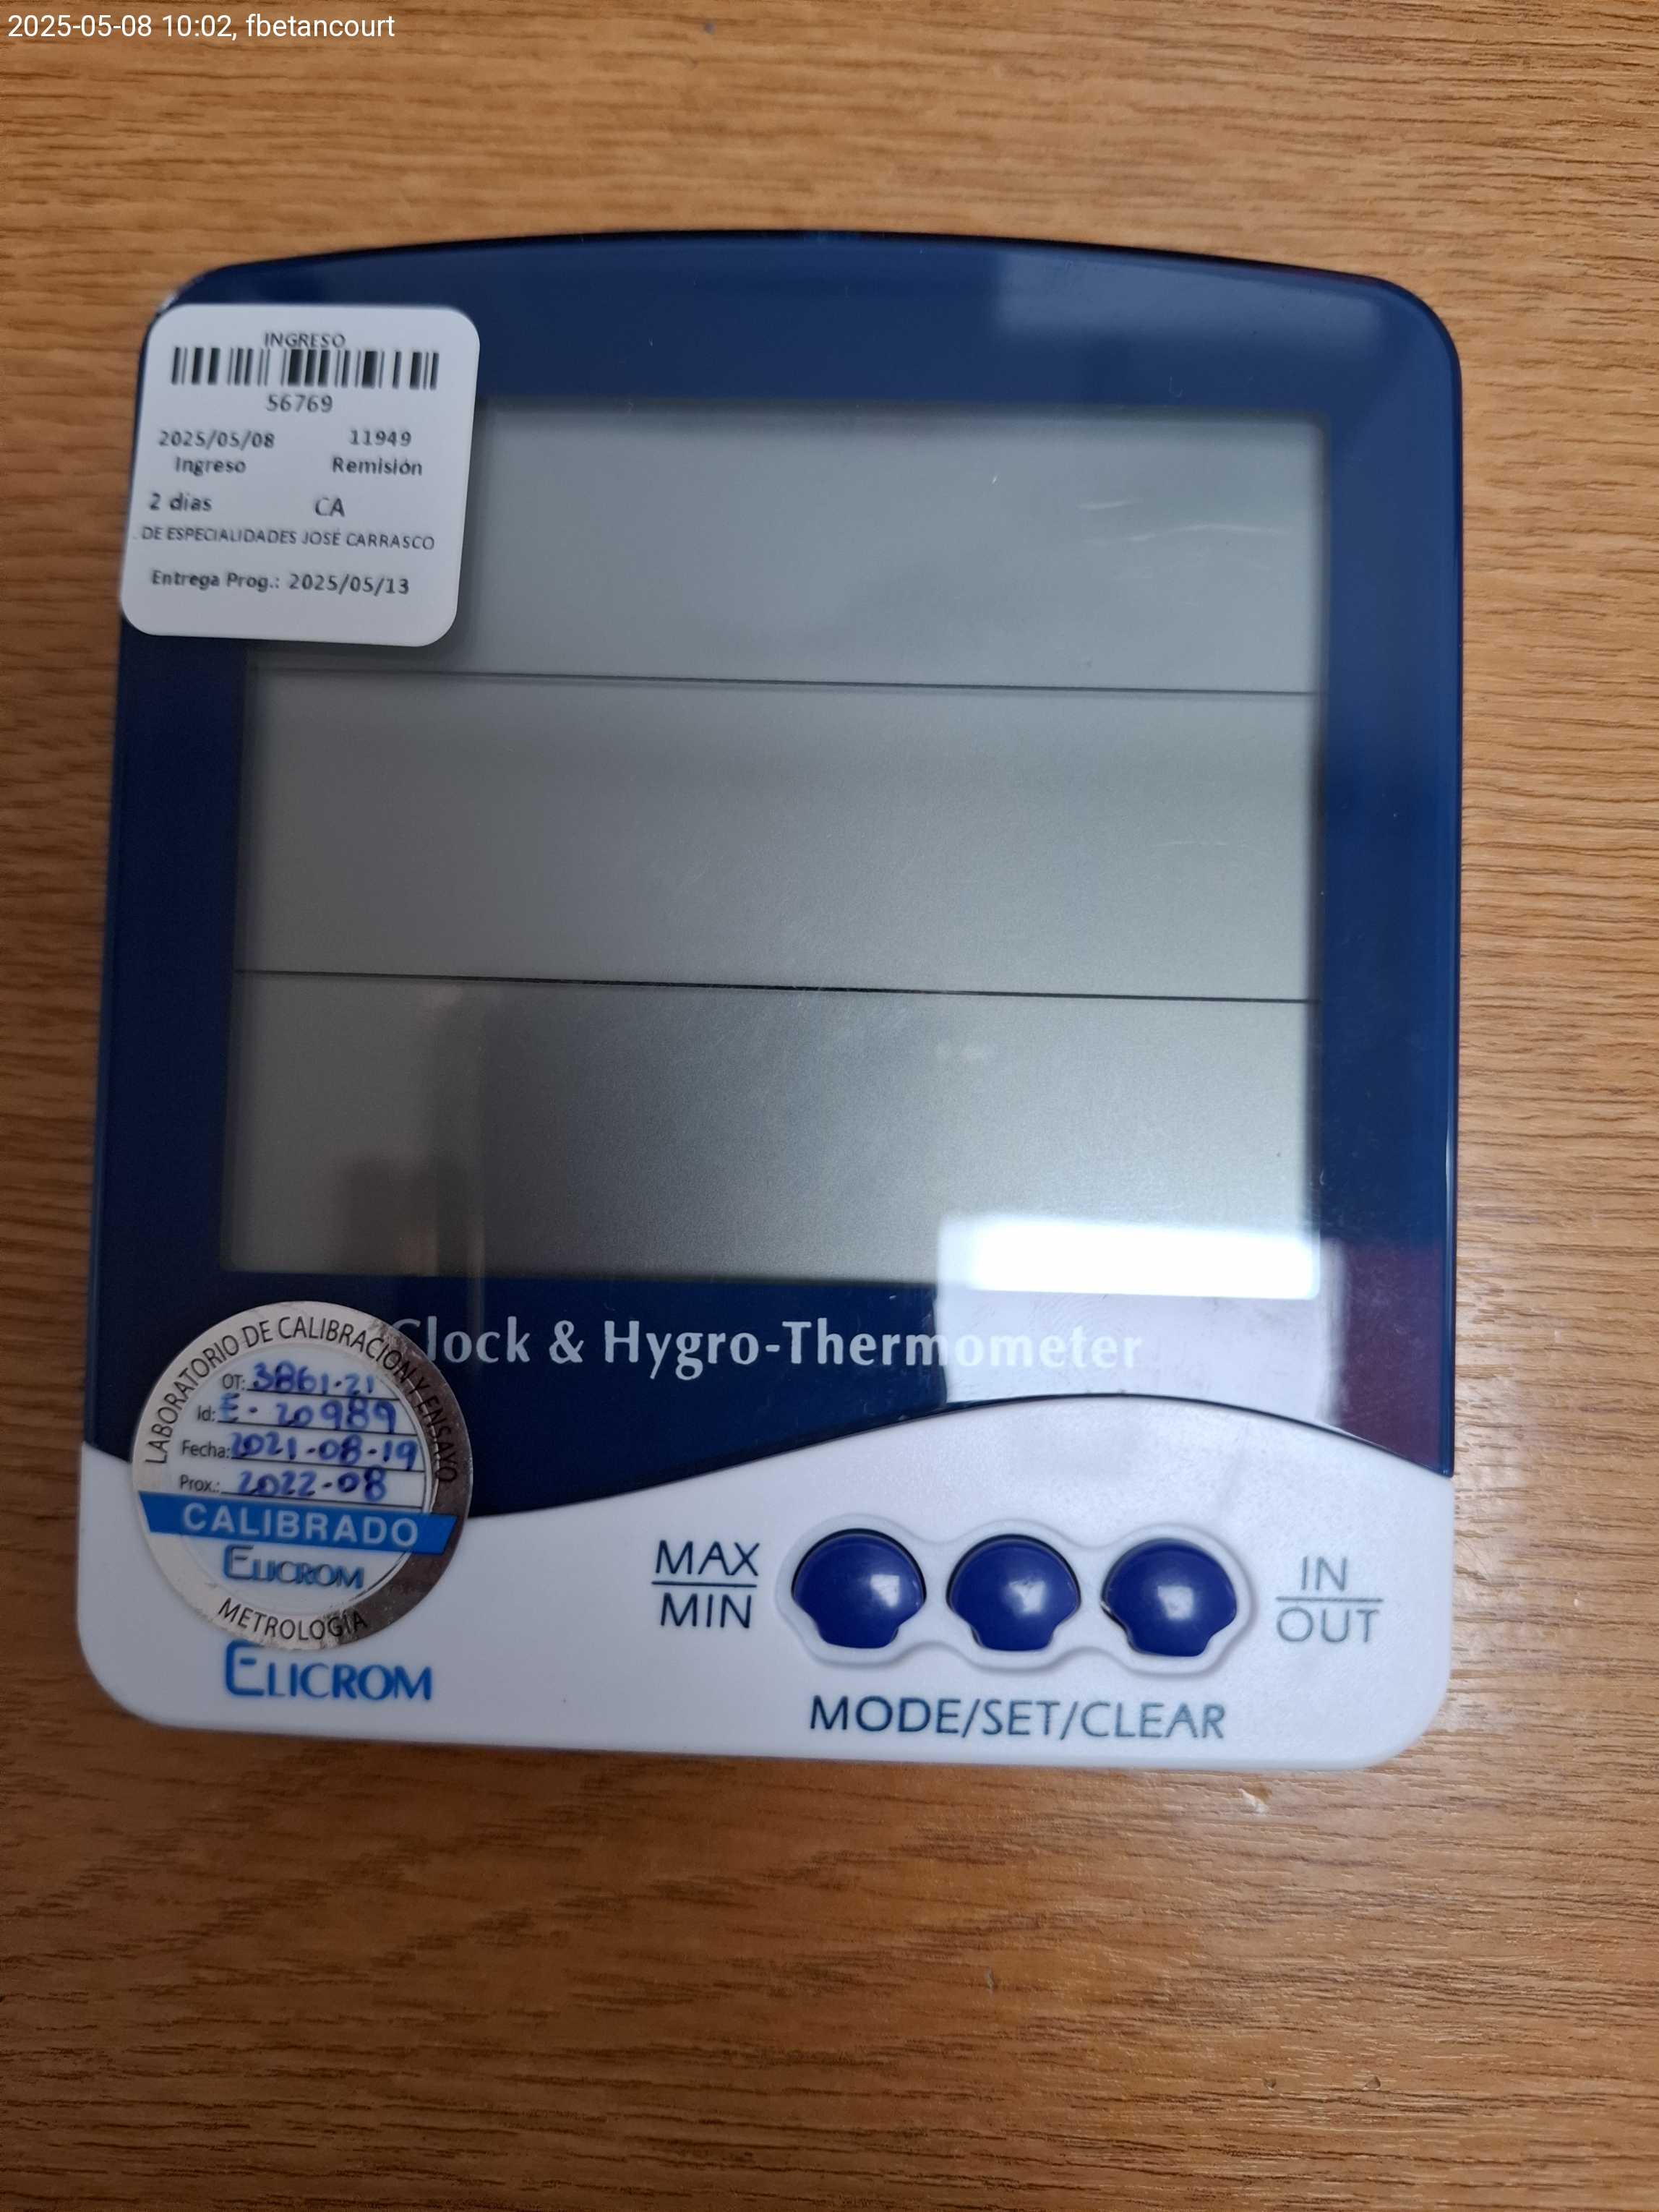 2025-05-08 10:02, fbetancourt
INGRESO
56769
2025/05/08 11949
Ingreso Remisión
2 días CA
DE ESPECIALIDADES JOSÉ CARRASCO
Entrega Prog.: 2025/05/13
Clock & Hygro-Thermometer
LABORATORIO DE CALIBRACIÓN Y ENSAYO
OT: 3861-21
Id: E-20989
Fecha: 2021-08-19
Prox.: 2022-08
CALIBRADO
ELICROM
METROLOGÍA
ELICROM
MAX
MIN
IN
OUT
MODE/SET/CLEAR